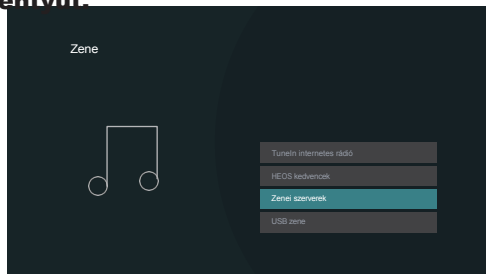 Zene
TuneIn internetes rádió
HEOS kedvencek
Zenei szerverek
USB zene